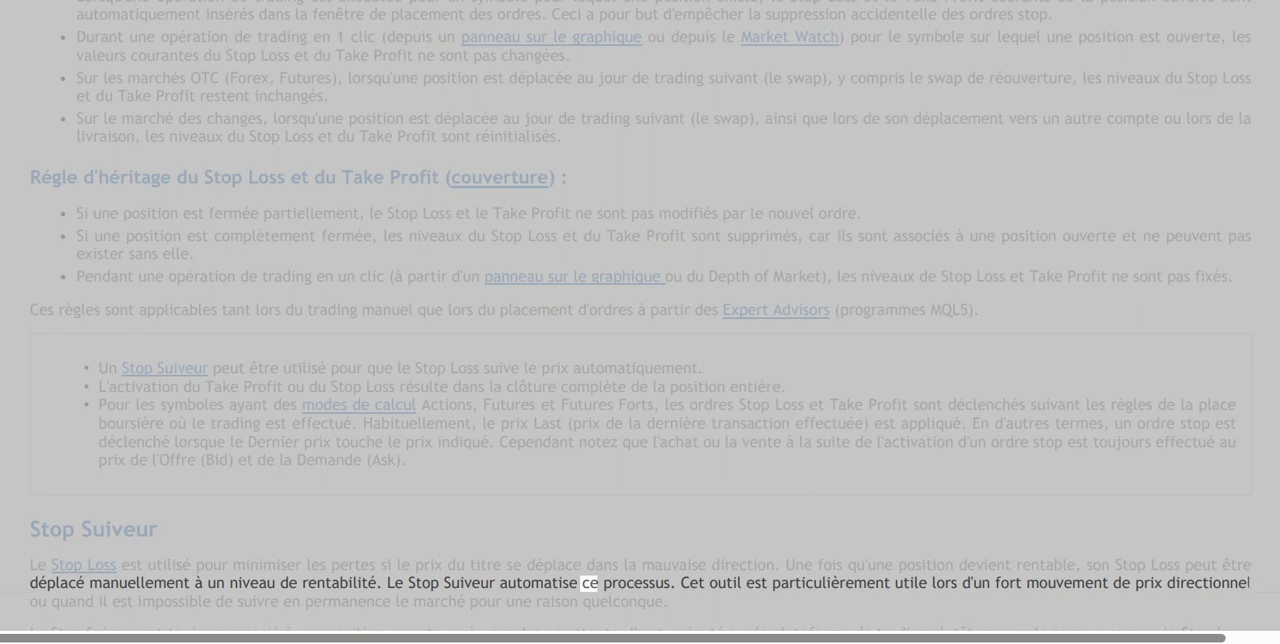 automatiquement insérés dans la fenêtre de placement des ordres. Ceci a pour but d'empêcher la suppression accidentelle des ordres stop.
• Durant une opération de trading en 1 clic (depuis un panneau sur le graphique ou depuis le Market Watch) pour le symbole sur lequel une position est ouverte, les
valeurs courantes du Stop Loss et du Take Profit ne sont pas changées.
• Sur les marchés OTC (Forex, Futures), lorsqu'une position est déplacée au jour de trading suivant (le swap), y compris le swap de réouverture, les niveaux du Stop Loss
et du Take Profit restent inchangés.
• Sur le marché des changes, lorsqu'une position est déplacée au jour de trading suivant (le swap), ainsi que lors de son déplacement vers un autre compte ou lors de la
livraison, les niveaux du Stop Loss et du Take Profit sont réinitialisés.
Régle d'héritage du Stop Loss et du Take Profit (couverture) :
• Si une position est fermée partiellement, le Stop Loss et le Take Profit ne sont pas modifiés par le nouvel ordre.
• Si une position est complètement fermée, les niveaux du Stop Loss et du Take Profit sont supprimés, car ils sont associés à une position ouverte et ne peuvent pas
exister sans elle.
• Pendant une opération de trading en un clic (à partir d'un panneau sur le graphique ou du Depth of Market), les niveaux de Stop Loss et Take Profit ne sont pas fixés.
Ces règles sont applicables tant lors du trading manuel que lors du placement d'ordres à partir des Expert Advisors (programmes MQL5).
• Un Stop Suiveur peut être utilisé pour que le Stop Loss suive le prix automatiquement.
• L'activation du Take Profit ou du Stop Loss résulte dans la clôture complète de la position entière.
• Pour les symboles ayant des modes de calcul Actions, Futures et Futures Forts, les ordres Stop Loss et Take Profit sont déclenchés suivant les règles de la place
boursière où le trading est effectué. Habituellement, le prix Last (prix de la dernière transaction effectuée) est appliqué. En d'autres termes, un ordre stop est
déclenché lorsque le Dernier prix touche le prix indiqué. Cependant notez que l'achat ou la vente à la suite de l'activation d'un ordre stop est toujours effectué au
prix de l'Offre (Bid) et de la Demande (Ask).
Stop Suiveur
Le Stop Loss est utilisé pour minimiser les pertes si le prix du titre se déplace dans la mauvaise direction. Une fois qu'une position devient rentable, son Stop Loss peut être
déplacé manuellement à un niveau de rentabilité. Le Stop Suiveur automatise ce processus. Cet outil est particulièrement utile lors d'un fort mouvement de prix directionnel
ou quand il est impossible de suivre en permanence le marché pour une raison quelconque.